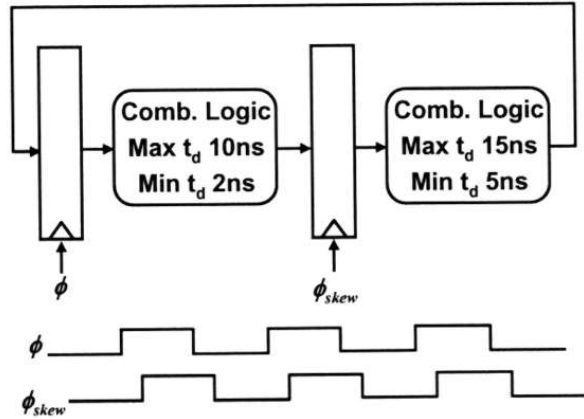 Comb. Logic
Max t_d 10ns
Min t_d 2ns
Comb. Logic
Max t_d 15ns
Min t_d 5ns
ϕ
ϕ_skew
ϕ
ϕ_skew